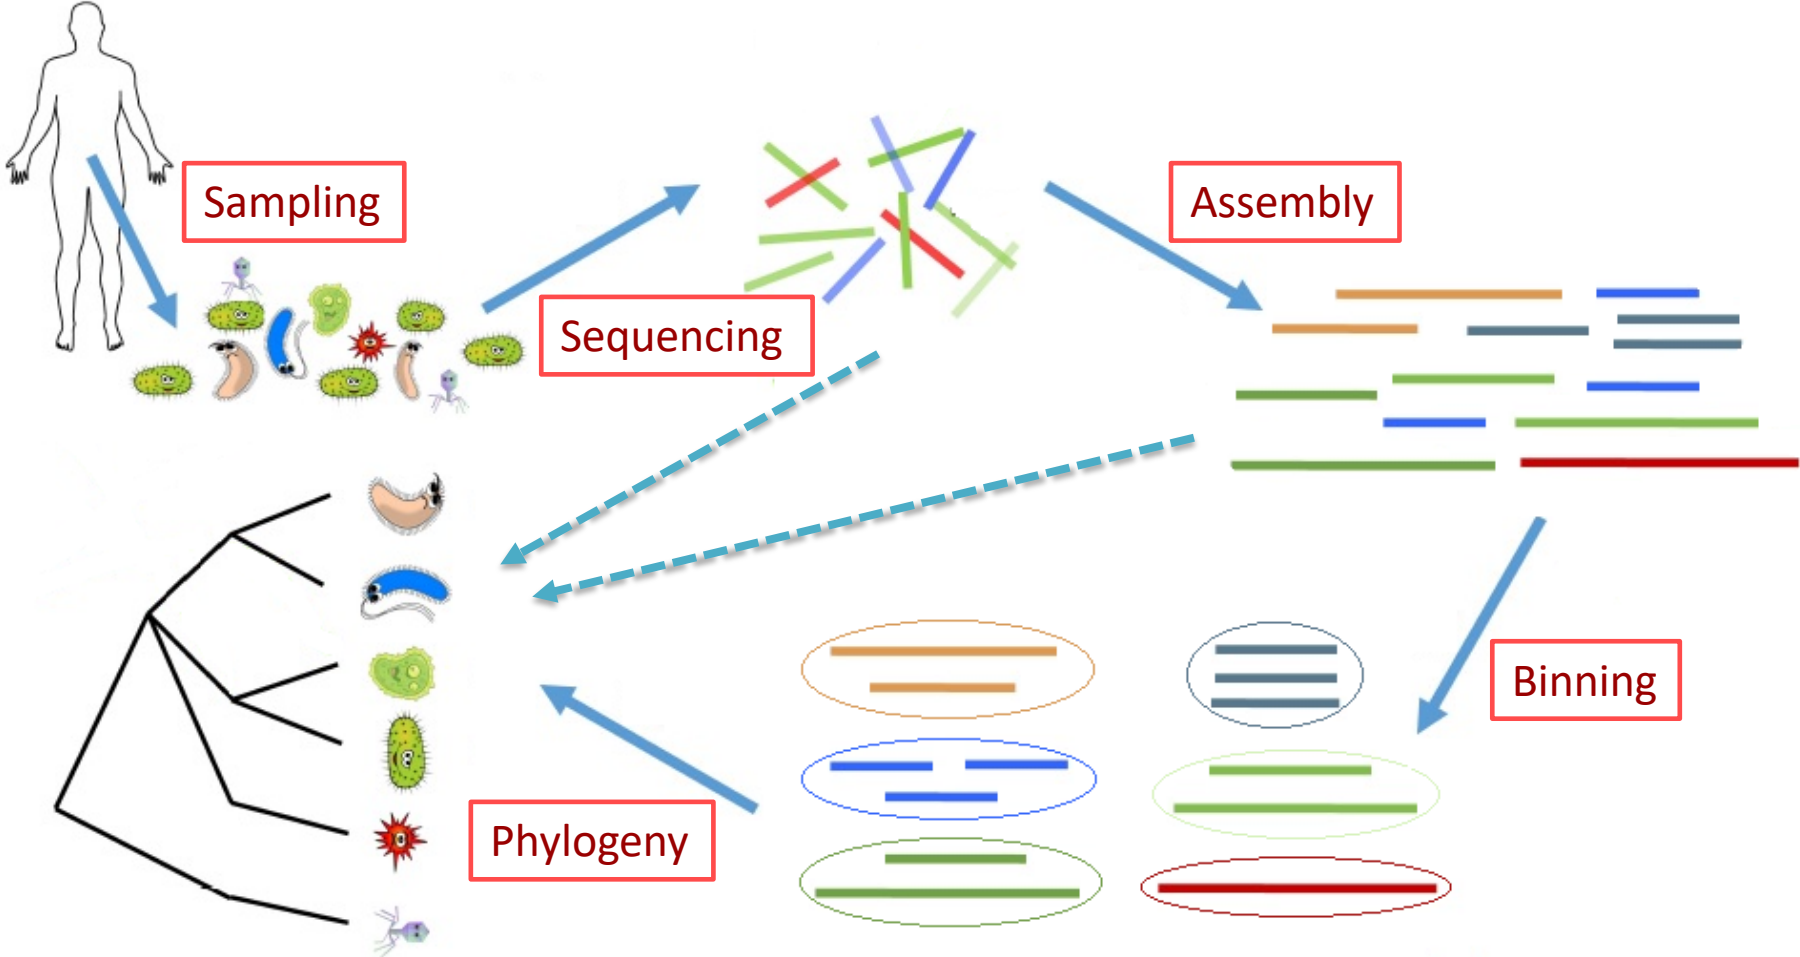 Sampling
Assembly
Sequencing
Binning
Phylogeny